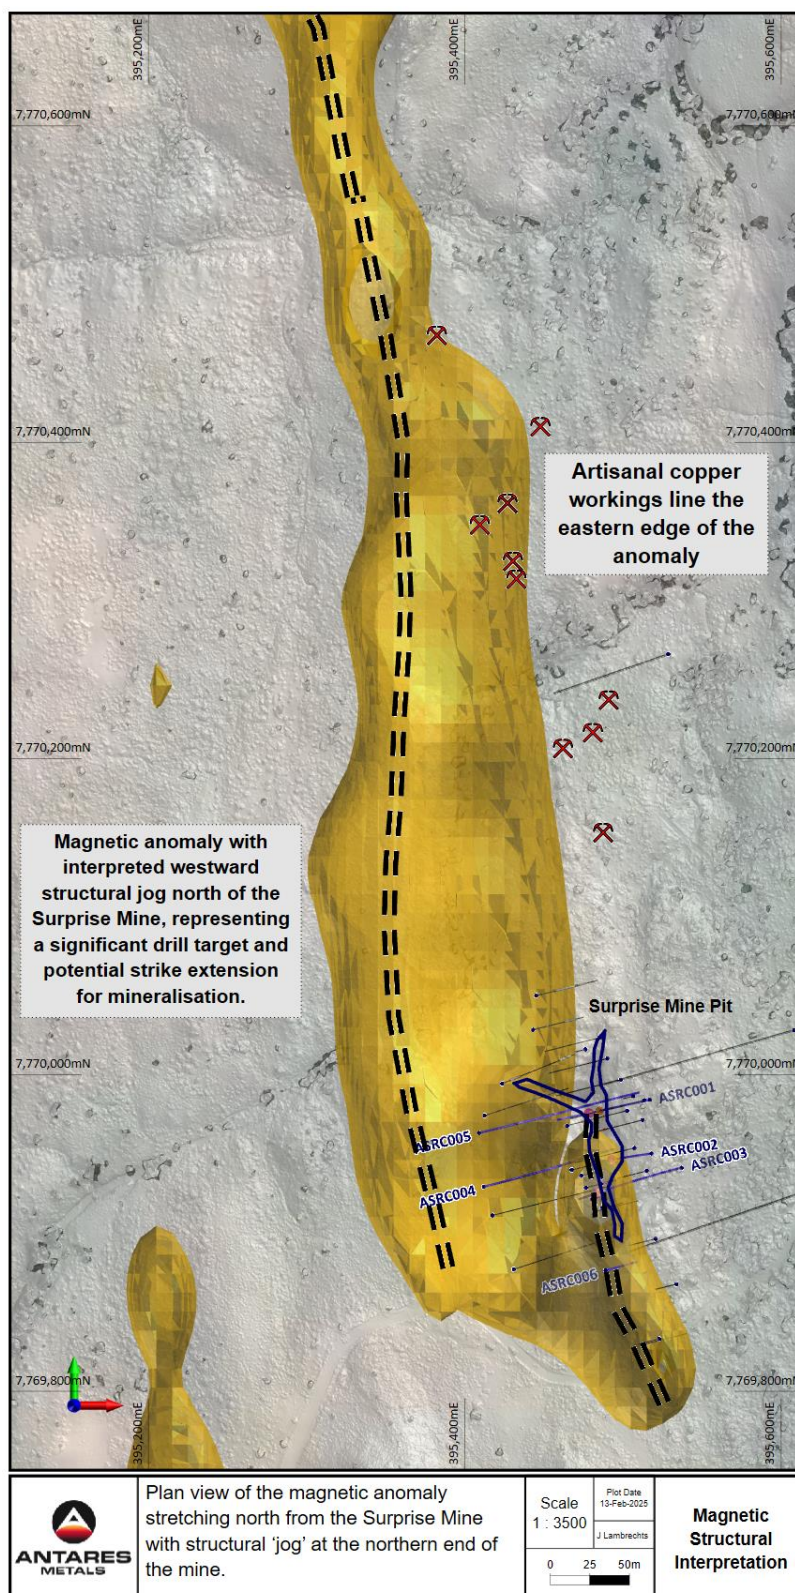 395,200mE
395,400mE
395,600mE
7,770,600mN
7,770,600mN
7,770,400mN
7,770,400mN
Artisanal copper
workings line the
eastern edge of the
anomaly
7,770,200mN
7,770,200mN
Magnetic anomaly with
interpreted westward
structural jog north of the
Surprise Mine, representing
a significant drill target and
potential strike extension
for mineralisation.
Surprise Mine Pit
7,770,000mN
7,770,000mN
ASRC001
ASRC005
ASRC002
ASRC003
ASRC004
ASRC006
7,769,800mN
7,769,800mN
395,200mE
395,400mE
395,600mE
ANTARES
METALS
Plan view of the magnetic anomaly
stretching north from the Surprise Mine
with structural ‘jog’ at the northern end of
the mine.
Scale
1 : 3500
Plot Date
13-Feb-2025
J Lambrechts
0 25 50m
Magnetic
Structural
Interpretation